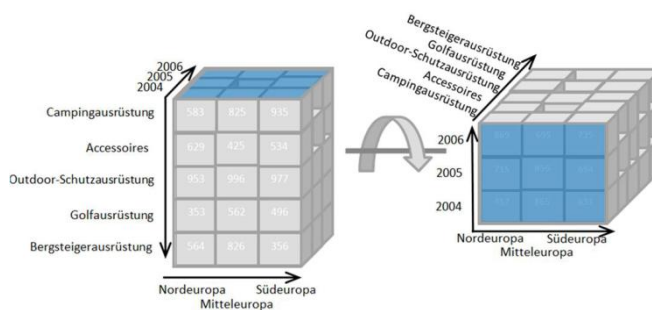 2006
2005
2004
Campingausrüstung
583 825 935
Accessoires
629 425 534
Outdoor-Schutzausrüstung
953 996 977
Golfausrüstung
353 562 496
Bergsteigerausrüstung
564 826 356
Nordeuropa Südeuropa
Mitteleuropa
Bergsteigerausrüstung
Golfausrüstung
Outdoor-Schutzausrüstung
Accessoires
Campingausrüstung
2006
2005
2004
Nordeuropa Südeuropa
Mitteleuropa